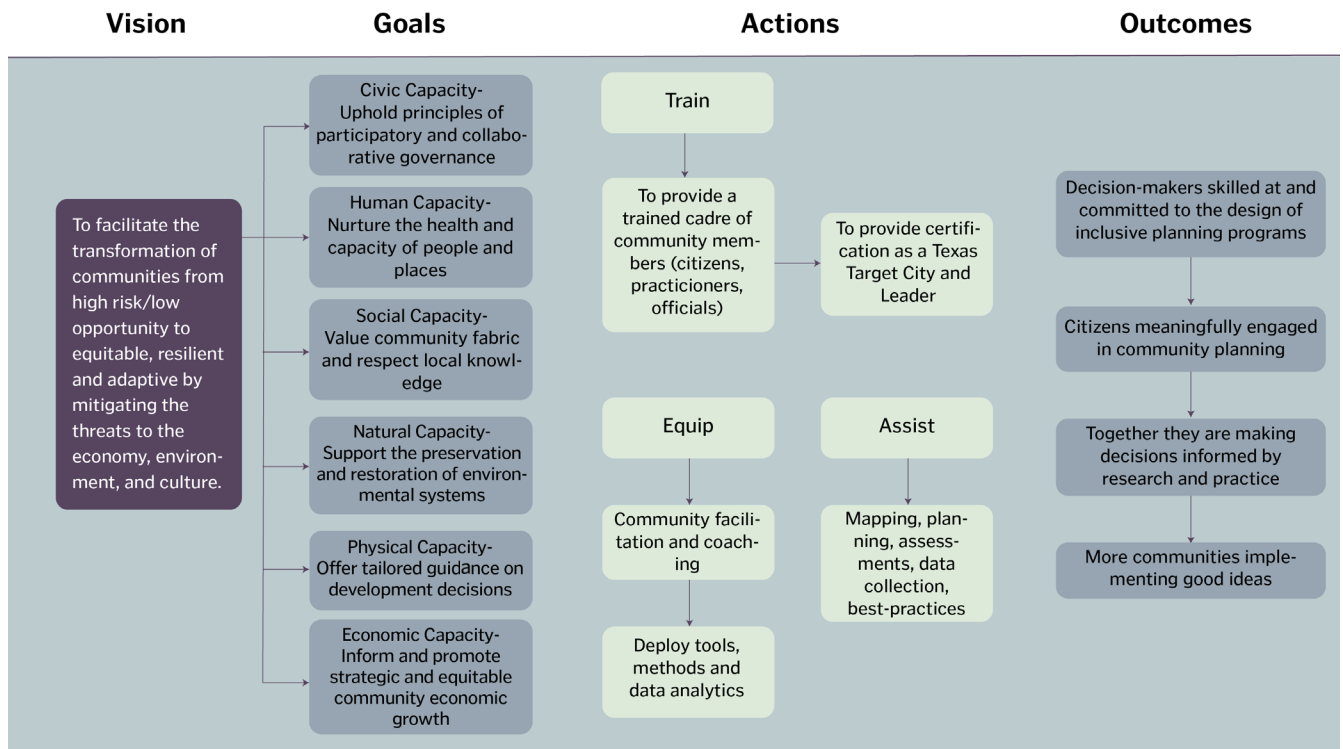 Vision
Goals
Actions
Outcomes
To facilitate the
transformation of
communities from
high risk/low
opportunity to
equitable, resilient
and adaptive by
mitigating the
threats to the
economy, environ-
ment, and culture.
Civic Capacity-
Uphold principles of
participatory and collabo-
rative governance
Human Capacity-
Nurture the health and
capacity of people and
places
Social Capacity-
Value community fabric
and respect local knowl-
edge
Natural Capacity-
Support the preservation
and restoration of environ-
mental systems
Physical Capacity-
Offer tailored guidance on
development decisions
Economic Capacity-
Inform and promote
strategic and equitable
community economic
growth
Train
To provide a
trained cadre of
community mem-
bers (citizens,
practicioners,
officials)
To provide certifi-
cation as a Texas
Target City and
Leader
Equip
Community facili-
tation and coach-
ing
Deploy tools,
methods and
data analytics
Assist
Mapping, plan-
ning, assess-
ments, data
collection,
best-practices
Decision-makers skilled at and
committed to the design of
inclusive planning programs
Citizens meaningfully engaged
in community planning
Together they are making
decisions informed by
research and practice
More communities imple-
menting good ideas